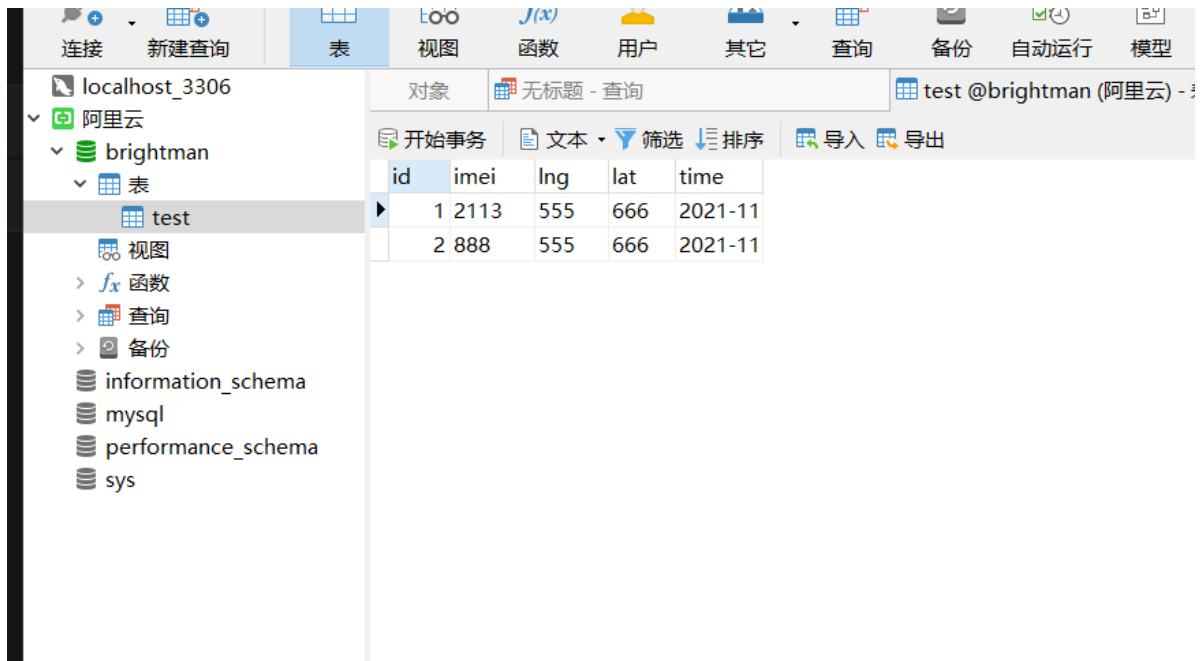 连接 新建查询 表 视图 函数 用户 其它 查询 备份 自动运行 模型
localhost_3306
阿里云
brightman
表
test
视图
fx 函数
查询
备份
information_schema
mysql
performance_schema
sys
对象 无标题 - 查询 test @brightman (阿里云) -
开始事务 文本 筛选 排序 导入 导出
id imei lng lat time
1 2113 555 666 2021-11
2 888 555 666 2021-11